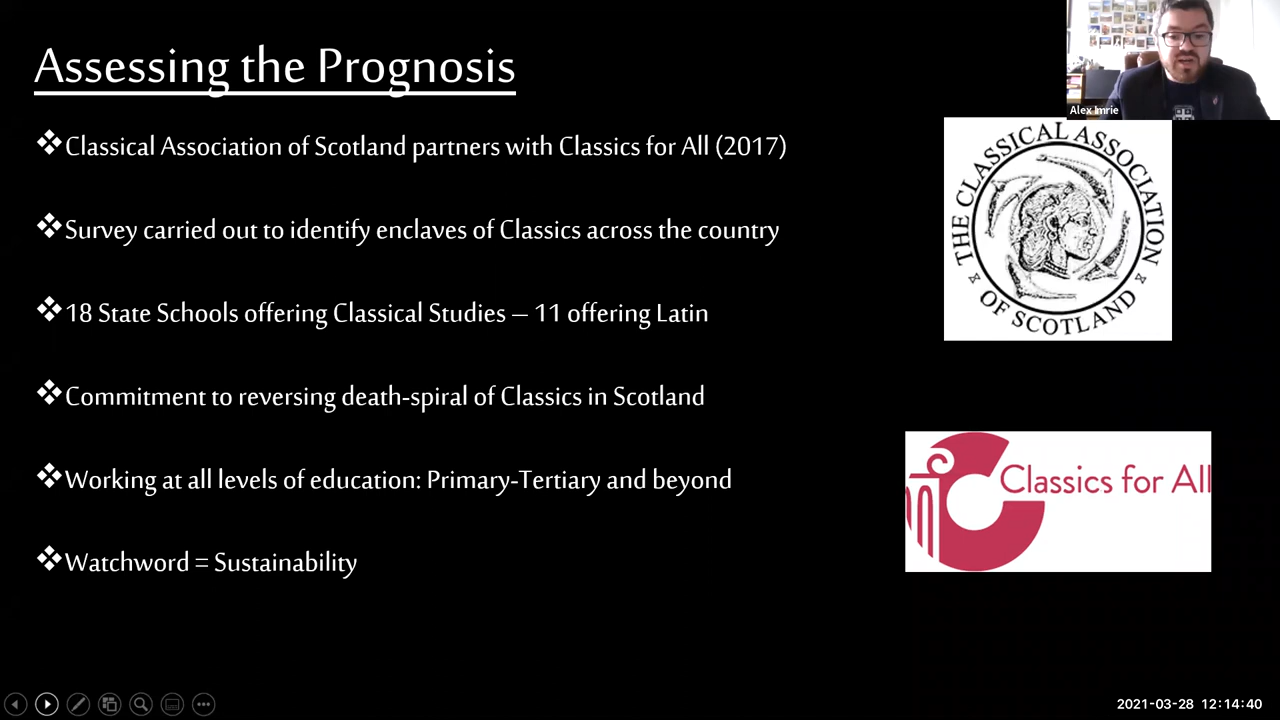 Assessing the Prognosis
❖Classical Association of Scotland partners with Classics for All (2017)
❖Survey carried out to identify enclaves of Classics across the country
❖18 State Schools offering Classical Studies – 11 offering Latin
❖Commitment to reversing death-spiral of Classics in Scotland
❖Working at all levels of education: Primary-Tertiary and beyond
❖Watchword = Sustainability
Alex Imrie
THE CLASSICAL ASSOCIATION
OF SCOTLAND
Classics for All
2021-03-28 12:14:40